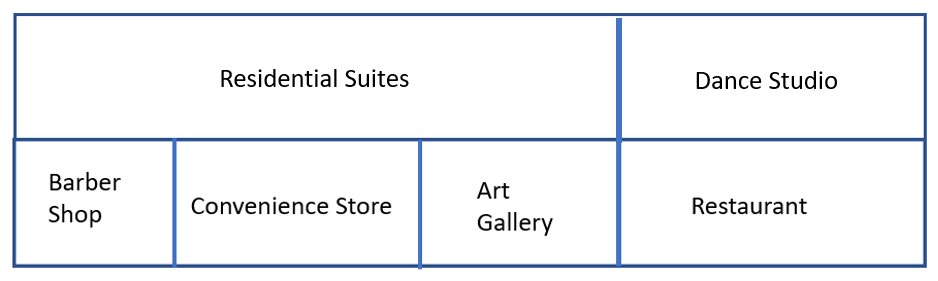 Residential Suites
Dance Studio
Barber
Shop
Convenience Store
Art
Gallery
Restaurant